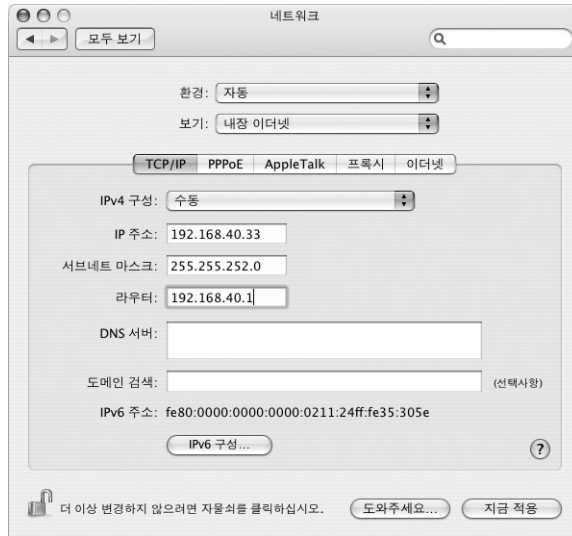 네트워크
모두 보기
환경: 자동
보기: 내장 이더넷
TCP/IP PPPoE AppleTalk 프록시 이더넷
IPv4 구성: 수동
IP 주소: 192.168.40.33
서브네트 마스크: 255.255.252.0
라우터: 192.168.40.1
DNS 서버:
도메인 검색: (선택사항)
IPv6 주소: fe80:0000:0000:0000:0211:24ff:fe35:305e
IPv6 구성...
?
더 이상 변경하지 않으려면 자물쇠를 클릭하십시오. 도와주세요... 지금 적용